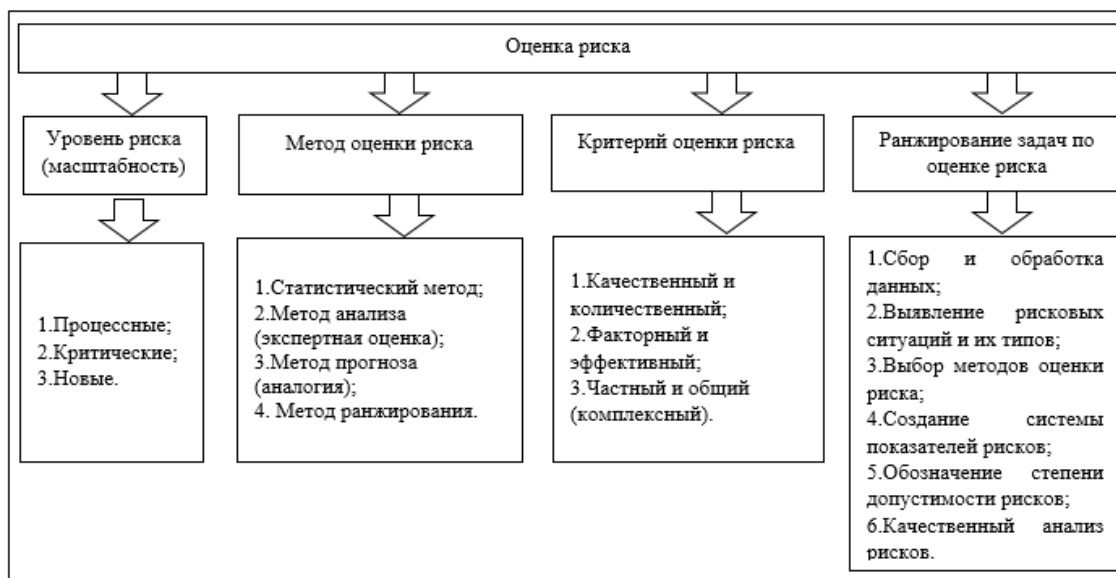 Оценка риска
Уровень риска
(масштабность)
Метод оценки риска
Критерий оценки риска
Ранжирование задач по
оценке риска
1.Процессные;
2.Критические;
3.Новые.
1.Статистический метод;
2.Метод анализа
(экспертная оценка);
3.Метод прогноза
(аналогия);
4. Метод ранжирования.
1.Качественный и
количественный;
2.Факторный и
эффективный;
3.Частный и общий
(комплексный).
1.Сбор и обработка
данных;
2.Выявление рисковых
ситуаций и их типов;
3.Выбор методов оценки
риска;
4.Создание системы
показателей рисков;
5.Обозначение степени
допустимости рисков;
6.Качественный анализ
рисков.